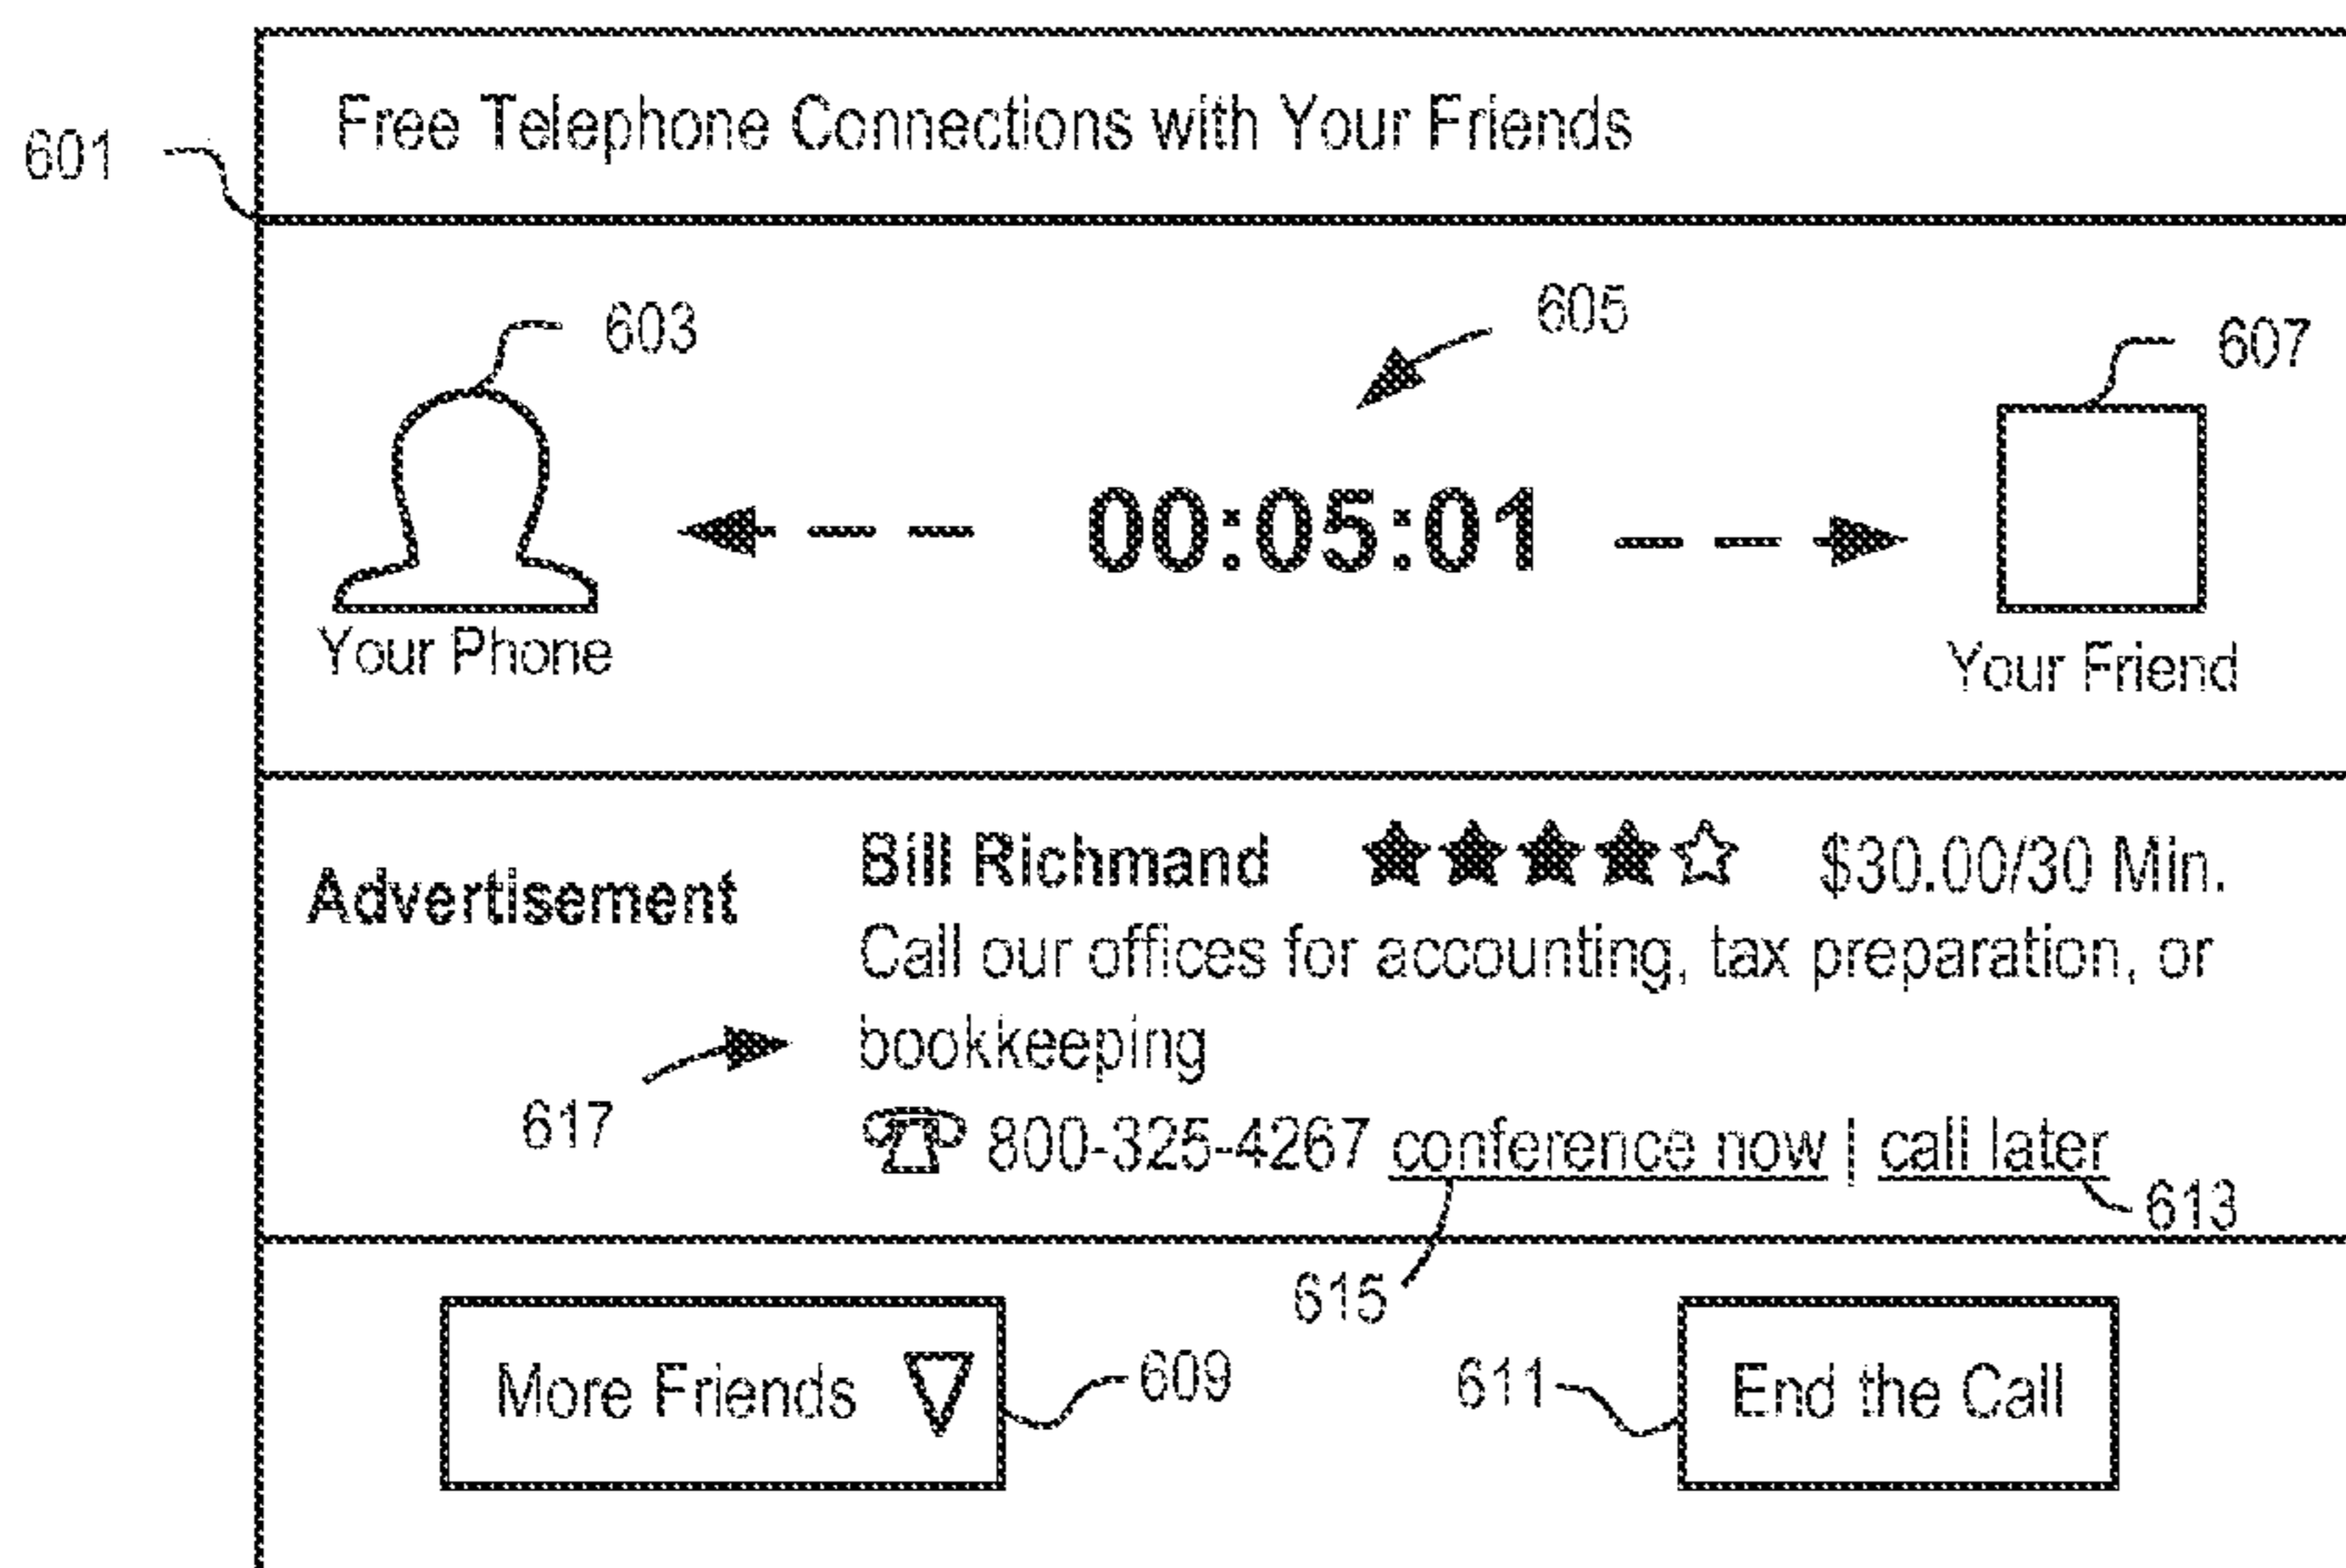 Free Telephone Connections with Your Friends
601
603
605
607
00:05:01
Your Phone
Your Friend
Advertisement
Bill Richmand $30.00/30 Min.
Call our offices for accounting, tax preparation, or
bookkeeping
617
800-325-4267 conference now | call later
613
615
More Friends
609
611
End the Call